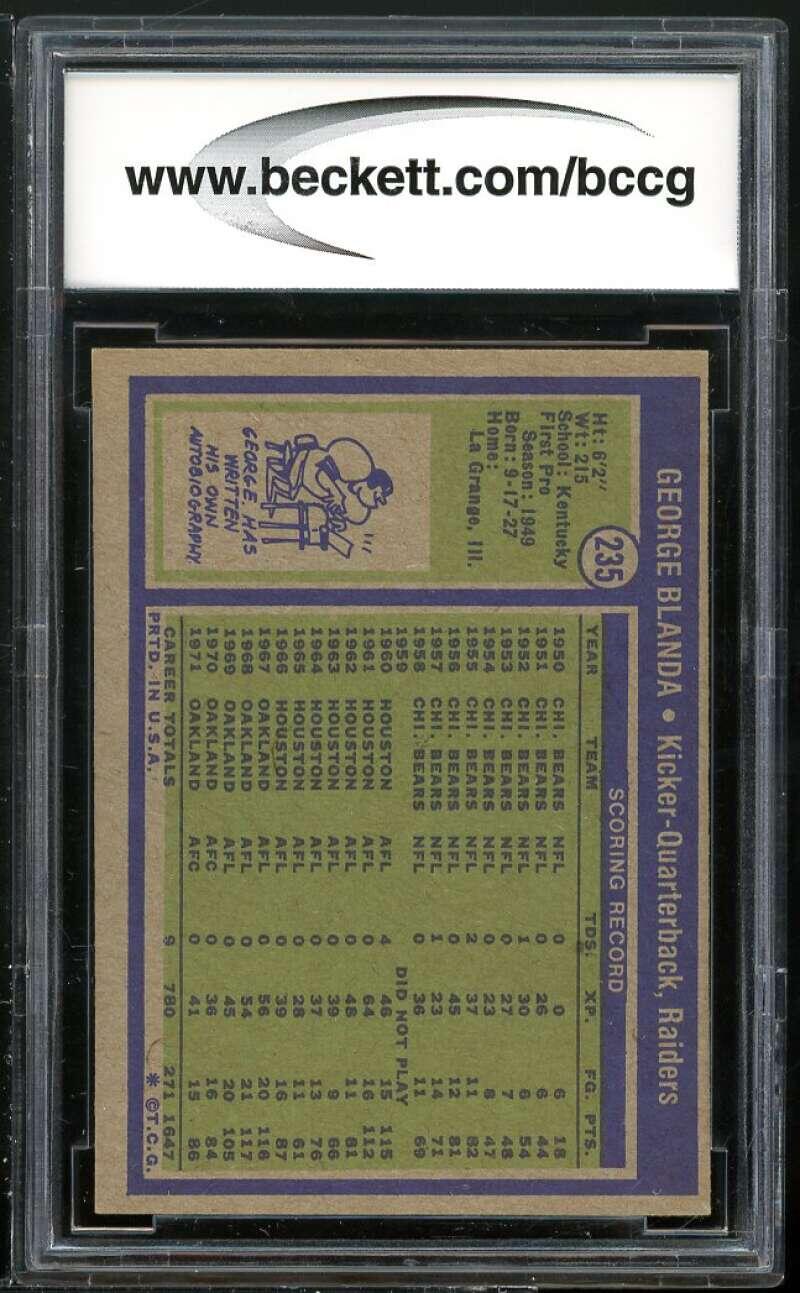 www.beckett.com/bccg
GEORGE BLANDA • Kicker-Quarterback, Raiders
235
Ht: 6'2"
Wt: 215
School: Kentucky
First Pro
Season: 1949
Born: 9-17-27
Home:
La Grange, Ill.
GEORGE HAS
WRITTEN
HIS OWN
AUTOBIOGRAPHY.
SCORING RECORD
YEAR TEAM TDS. XP. FG. PTS.
1950 CHI. BEARS NFL 0 0 6 18
1951 CHI. BEARS NFL 0 26 6 44
1952 CHI. BEARS NFL 1 30 6 54
1953 CHI. BEARS NFL 0 27 7 48
1954 CHI. BEARS NFL 0 23 8 47
1955 CHI. BEARS NFL 2 37 11 82
1956 CHI. BEARS NFL 0 45 12 81
1957 CHI. BEARS NFL 1 23 14 71
1958 CHI. BEARS NFL 0 36 11 69
1959 DID NOT PLAY
1960 HOUSTON AFL 4 46 15 115
1961 HOUSTON AFL 0 64 16 112
1962 HOUSTON AFL 0 48 11 81
1963 HOUSTON AFL 0 39 9 66
1964 HOUSTON AFL 0 37 13 76
1965 HOUSTON AFL 0 28 11 61
1966 HOUSTON AFL 0 39 16 87
1967 OAKLAND AFL 0 56 20 116
1968 OAKLAND AFL 0 54 21 117
1969 OAKLAND AFL 0 45 20 105
1970 OAKLAND AFC 0 36 16 84
1971 OAKLAND AFC 0 41 15 86
CAREER TOTALS 9 780 271 1647
PRTD. IN U.S.A. * ©T.C.G.